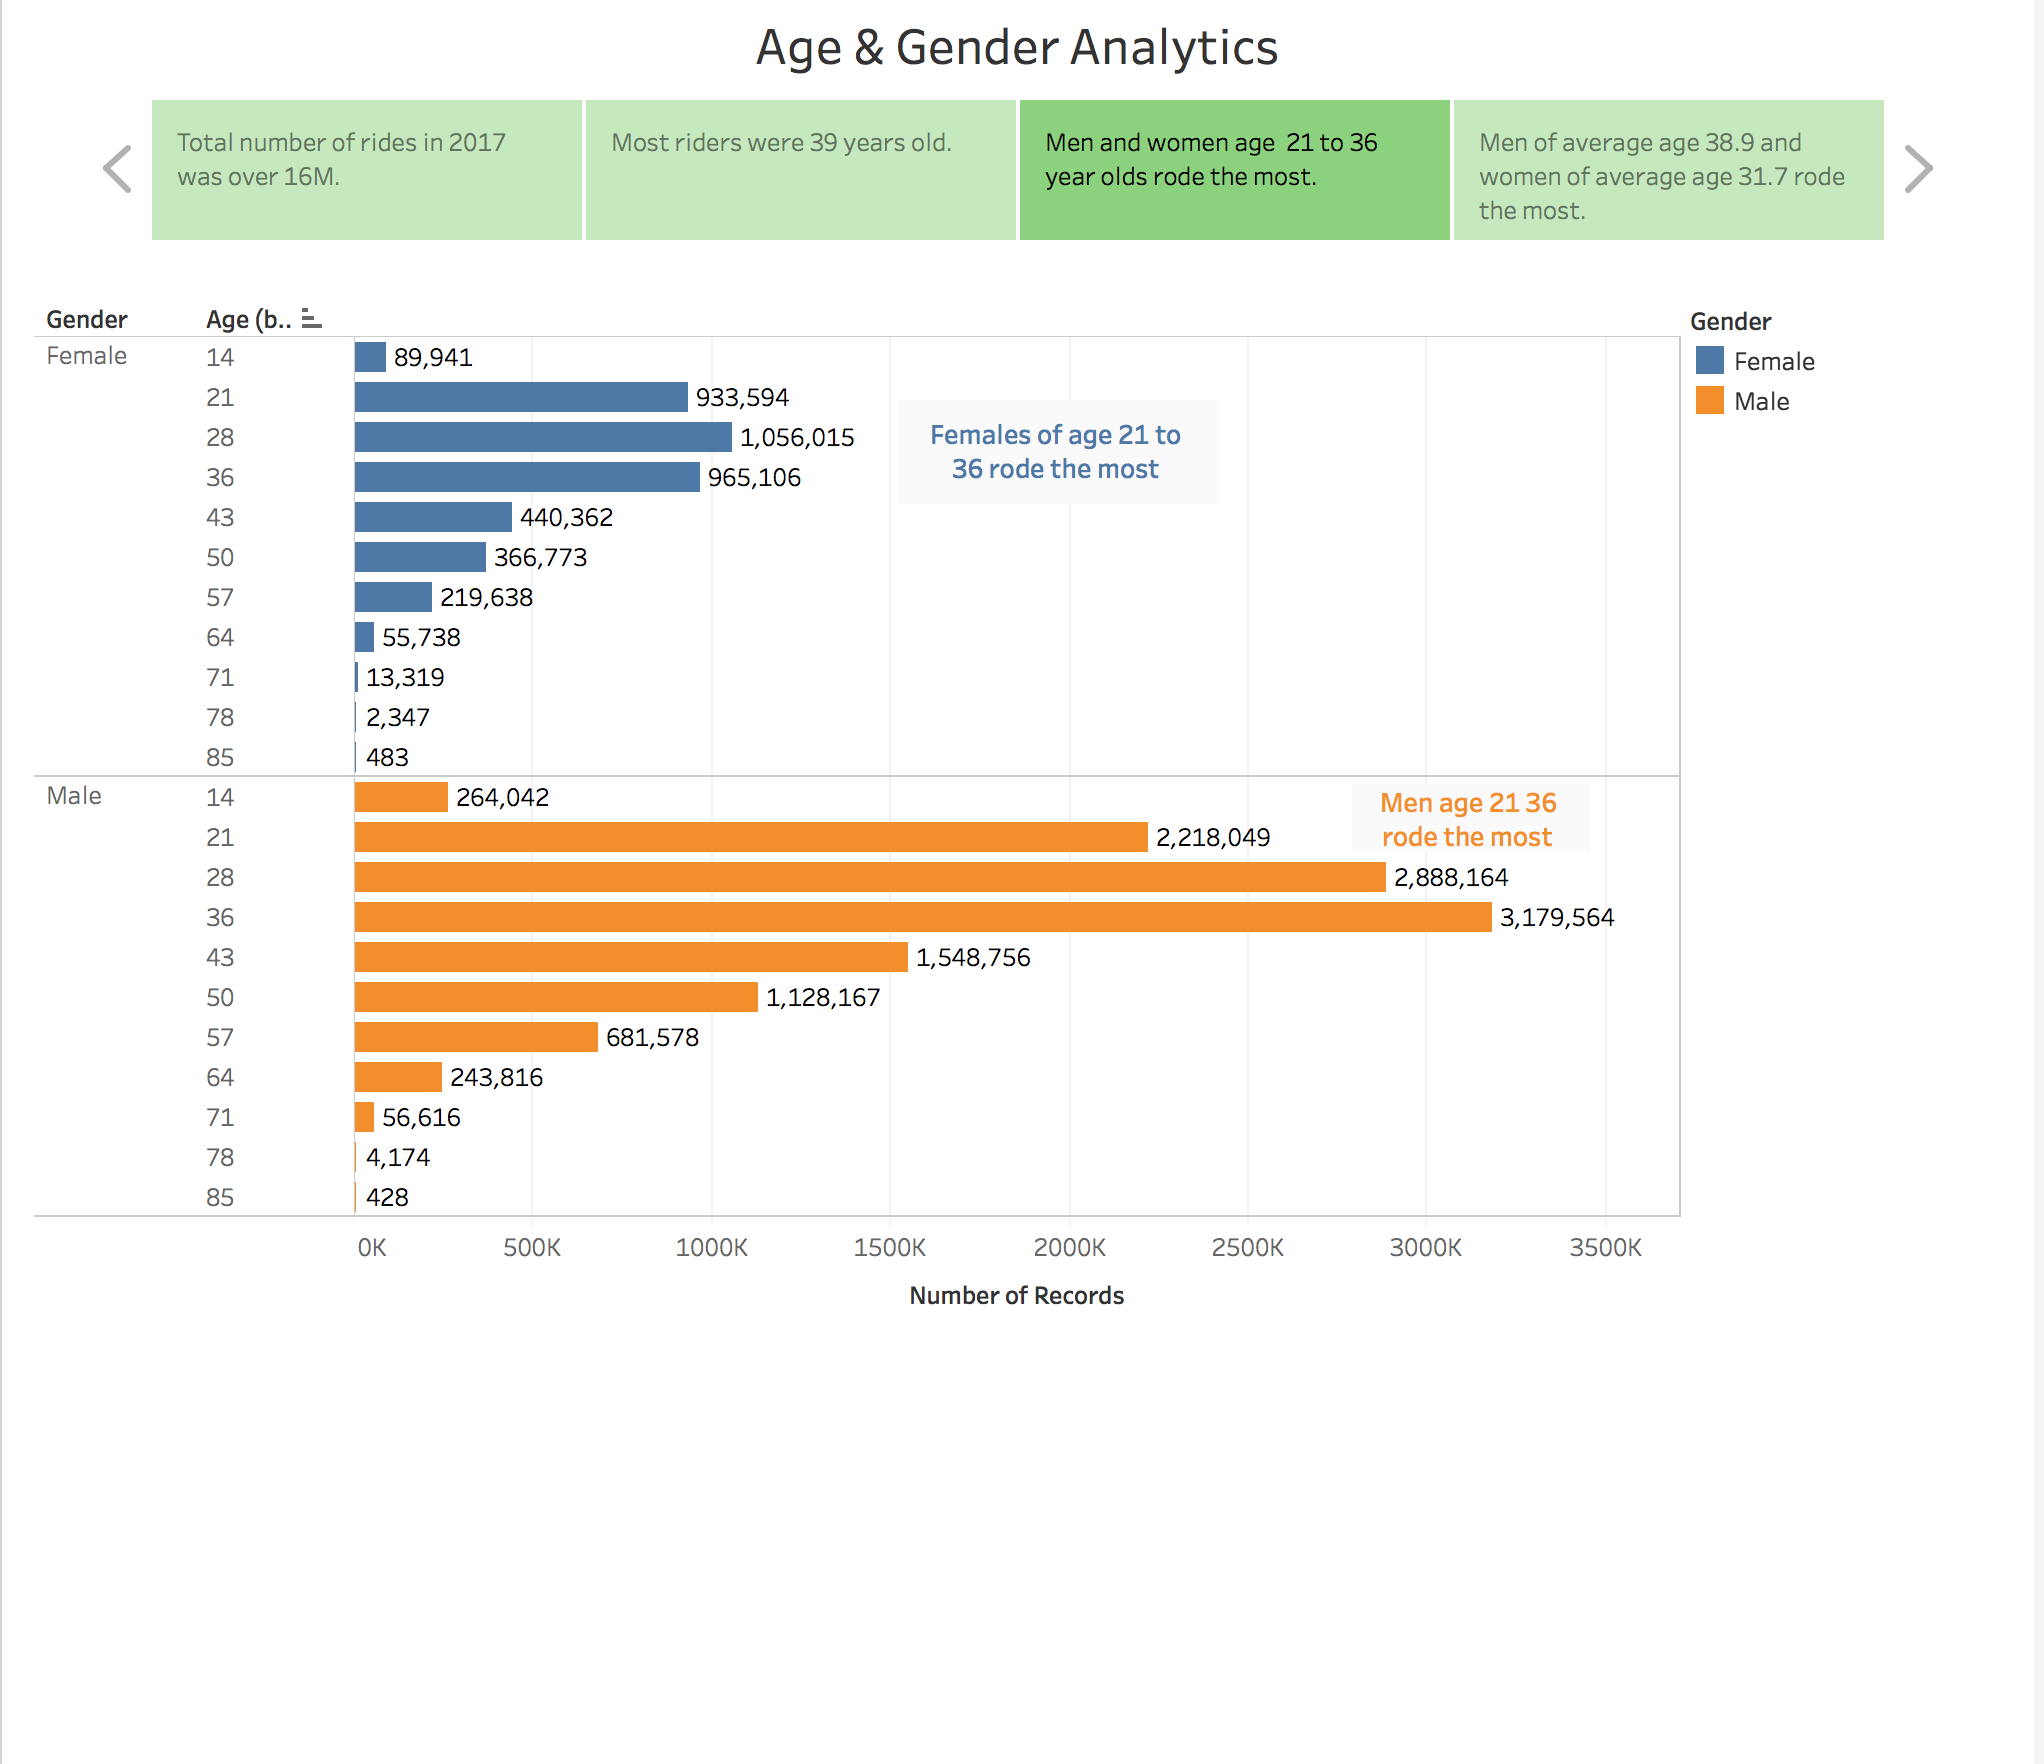 Age & Gender Analytics
Total number of rides in 2017
was over 16M.
Most riders were 39 years old.
Men and women age  21 to 36
year olds rode the most.
Men of average age 38.9 and
women of average age 31.7 rode
the most.
Gender Age (b..
Female 14 89,941
21 933,594
28 1,056,015
36 965,106
43 440,362
50 366,773
57 219,638
64 55,738
71 13,319
78 2,347
85 483
Females of age 21 to
36 rode the most
Male 14 264,042
21 2,218,049
28 2,888,164
36 3,179,564
43 1,548,756
50 1,128,167
57 681,578
64 243,816
71 56,616
78 4,174
85 428
Men age 21 36
rode the most
0K 500K 1000K 1500K 2000K 2500K 3000K 3500K
Number of Records
Gender
Female
Male